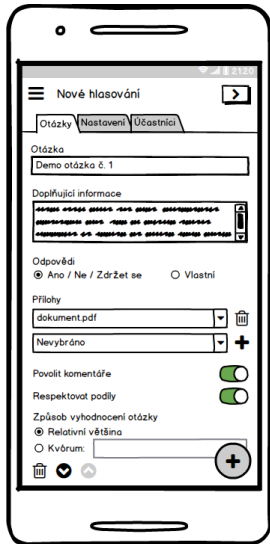 2120
Nové hlasování
Otázky Nastavení Účastníci
Otázka
Demo otázka č. 1
Doplňující informace
Odpovědi
Ano / Ne / Zdržet se Vlastní
Přílohy
dokument.pdf
Nevybráno
Povolit komentáře
Respektovat podíly
Způsob vyhodnocení otázky
Relativní většina
Kvórum: